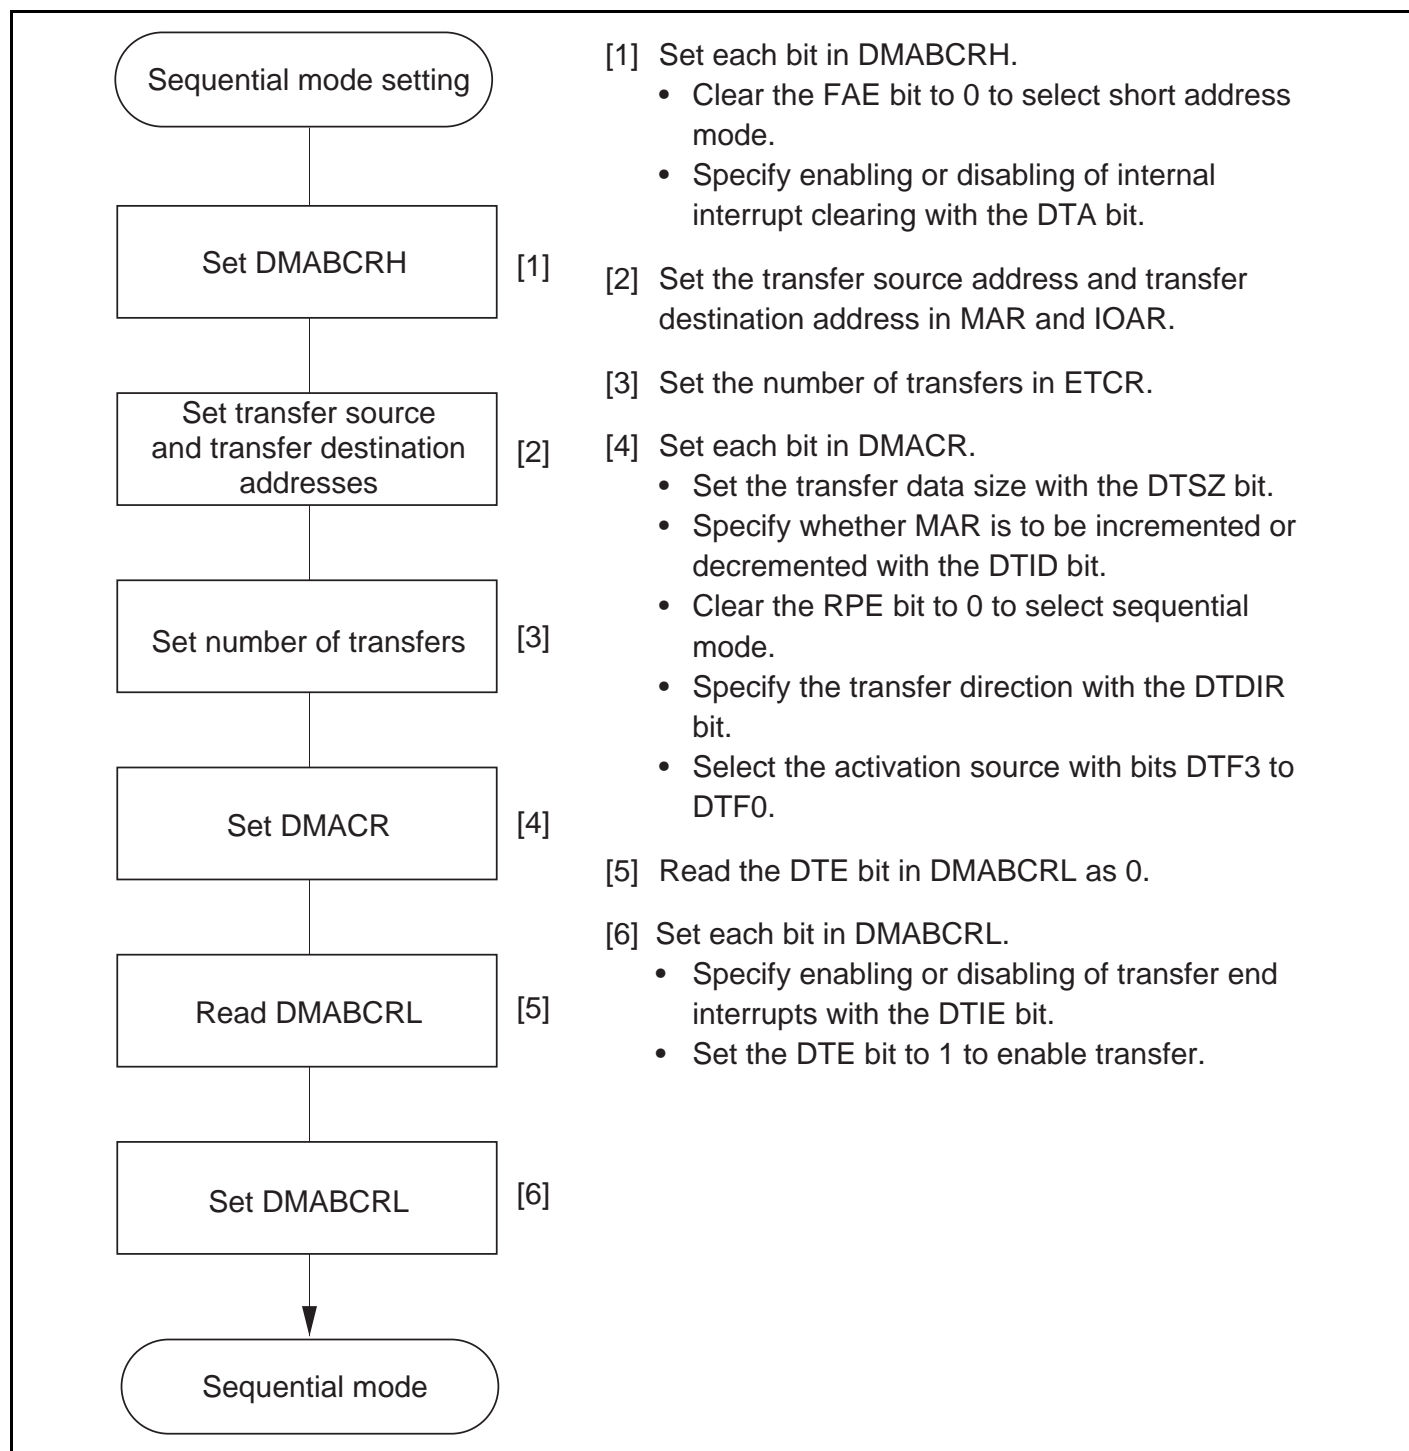 Sequential mode setting
Set DMABCRH
[1]
Set transfer source
and transfer destination
addresses
[2]
Set number of transfers
[3]
Set DMACR
[4]
Read DMABCRL
[5]
Set DMABCRL
[6]
Sequential mode
[1] Set each bit in DMABCRH.
• Clear the FAE bit to 0 to select short address
mode.
• Specify enabling or disabling of internal
interrupt clearing with the DTA bit.
[2] Set the transfer source address and transfer
destination address in MAR and IOAR.
[3] Set the number of transfers in ETCR.
[4] Set each bit in DMACR.
• Set the transfer data size with the DTSZ bit.
• Specify whether MAR is to be incremented or
decremented with the DTID bit.
• Clear the RPE bit to 0 to select sequential
mode.
• Specify the transfer direction with the DTDIR
bit.
• Select the activation source with bits DTF3 to
DTF0.
[5] Read the DTE bit in DMABCRL as 0.
[6] Set each bit in DMABCRL.
• Specify enabling or disabling of transfer end
interrupts with the DTIE bit.
• Set the DTE bit to 1 to enable transfer.